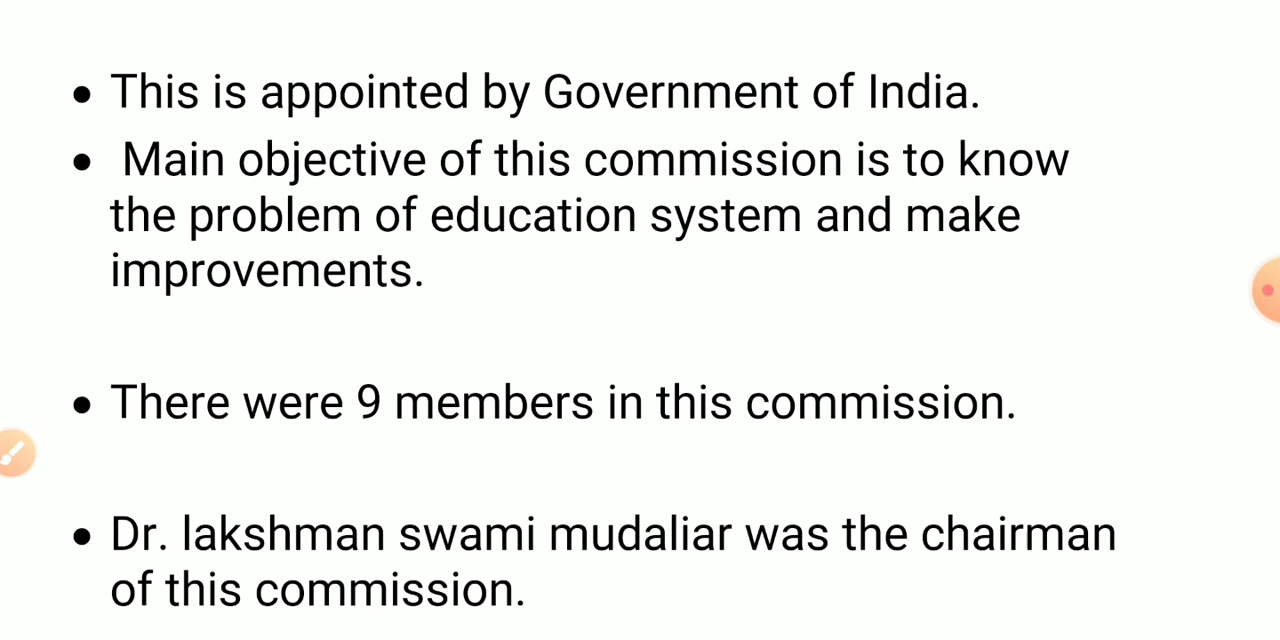 • This is appointed by Government of India.
• Main objective of this commission is to know
the problem of education system and make
improvements.
• There were 9 members in this commission.
• Dr. lakshman swami mudaliar was the chairman
of this commission.